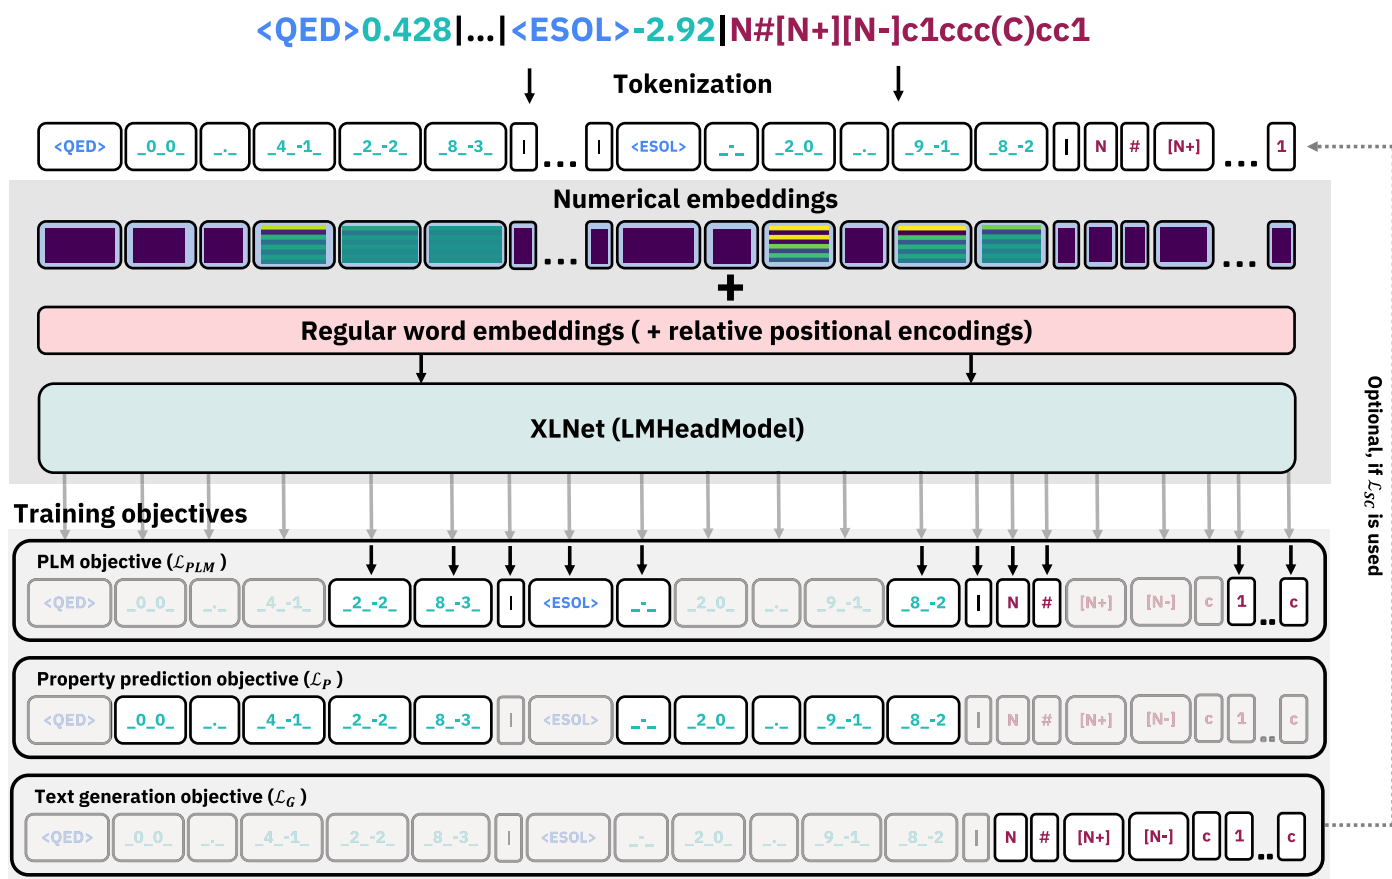 <QED>0.428|...|<ESOL>-2.92|N#[N+][N-]c1ccc(C)cc1
Tokenization
<QED> _0_0_ _._ _4_-1_ _2_-2_ _8_-3_ | ... | <ESOL> _-_ _2_0_ _._ _9_-1_ _8_-2 | N # [N+] ... 1
Numerical embeddings
... ...
+
Regular word embeddings ( + relative positional encodings)
XLNet (LMHeadModel)
Optional, if ℒSC is used
Training objectives
PLM objective (ℒPLM )
<QED> _0_0_ _._ _4_-1_ _2_-2_ _8_-3_ | <ESOL> _-_ _2_0_ _._ _9_-1_ _8_-2 | N # [N+] [N-] c 1 .. c
Property prediction objective (ℒP )
<QED> _0_0_ _._ _4_-1_ _2_-2_ _8_-3_ | <ESOL> _-_ _2_0_ _._ _9_-1_ _8_-2 | N # [N+] [N-] c 1 .. c
Text generation objective (ℒG )
<QED> _0_0_ _._ _4_-1_ _2_-2_ _8_-3_ | <ESOL> _-_ _2_0_ _._ _9_-1_ _8_-2 | N # [N+] [N-] c 1 .. c